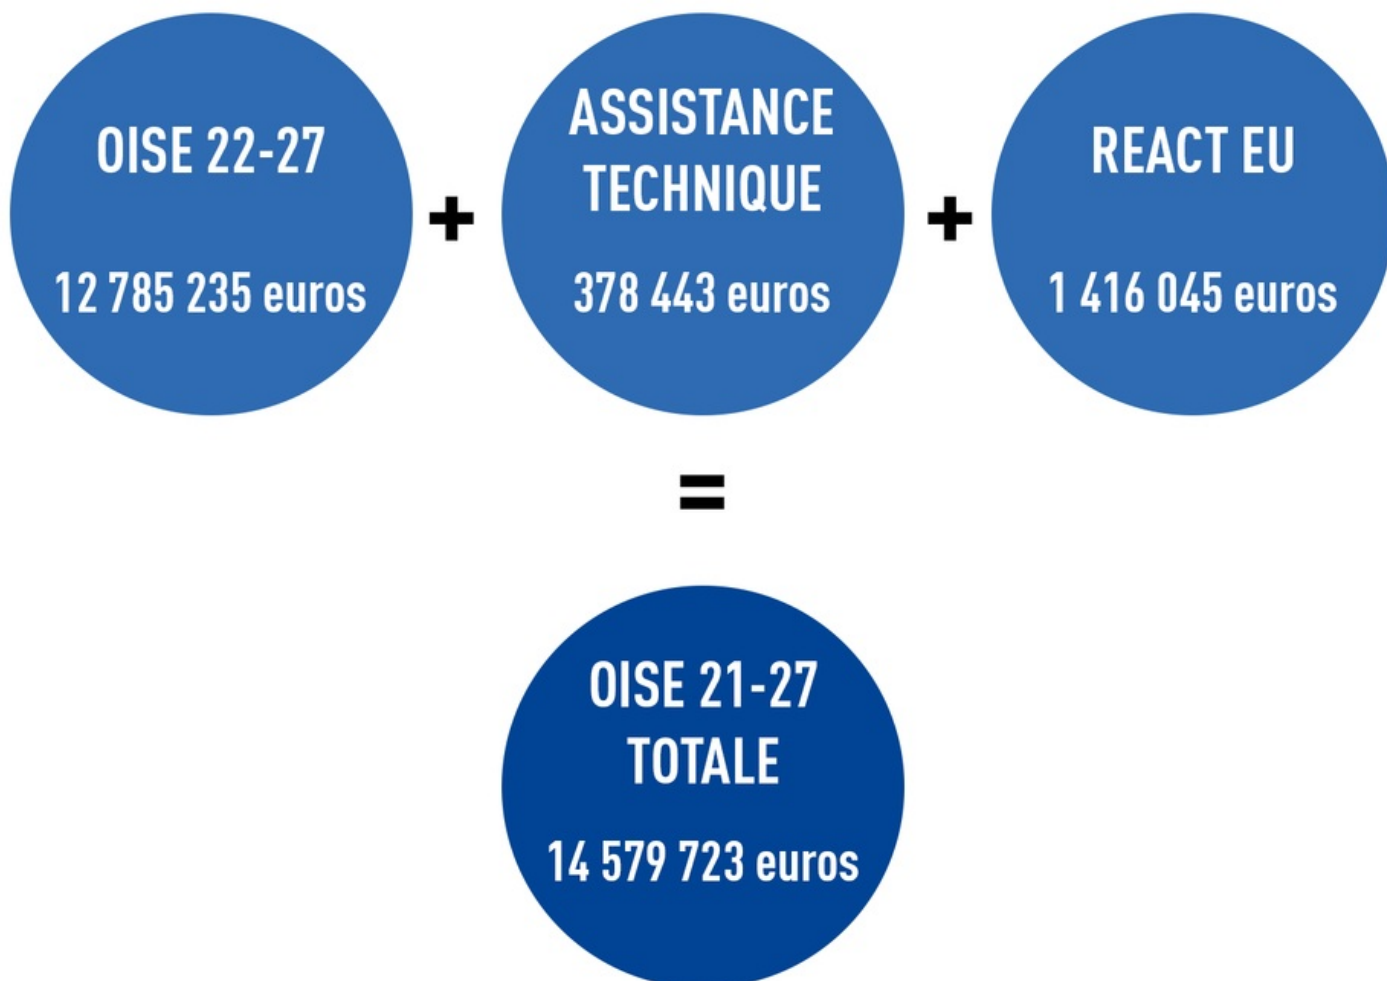 OISE 22-27
12 785 235 euros
+
ASSISTANCE
TECHNIQUE
378 443 euros
+
REACT EU
1 416 045 euros
=
OISE 21-27
TOTALE
14 579 723 euros